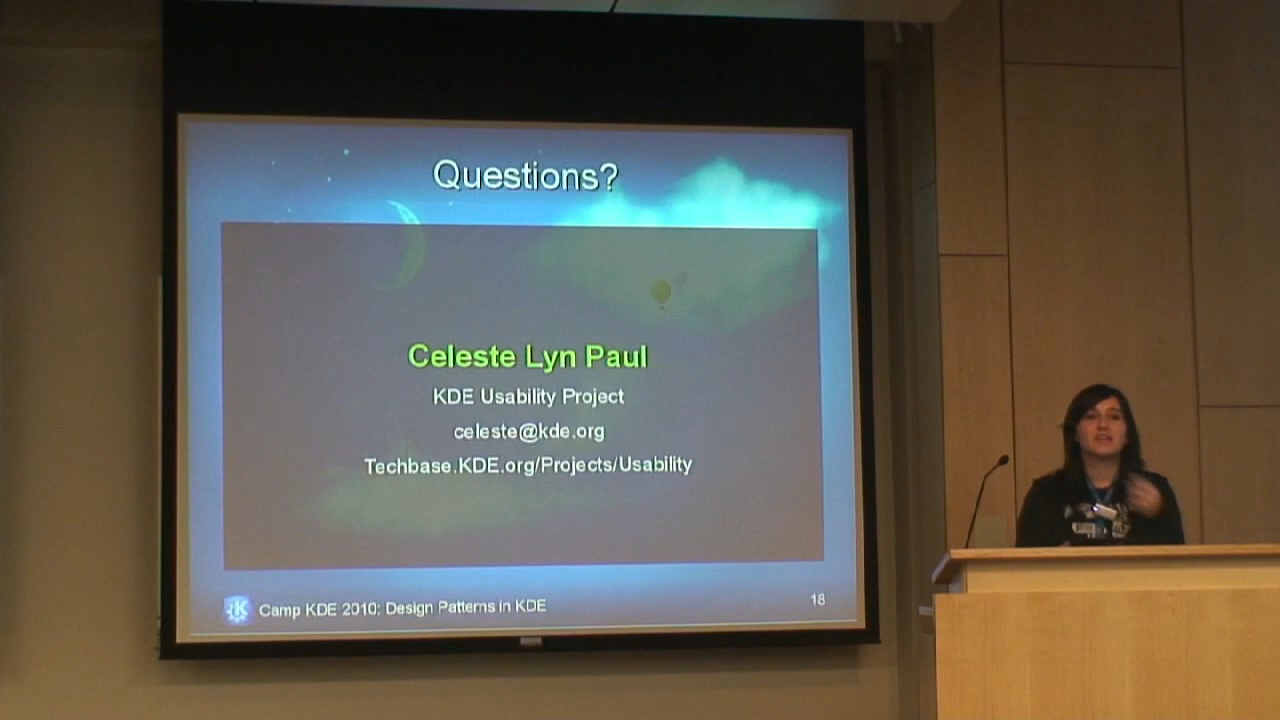 Questions?
Celeste Lyn Paul
KDE Usability Project
celeste@kde.org
Techbase.KDE.org/Projects/Usability
Camp KDE 2010: Design Patterns in KDE
18